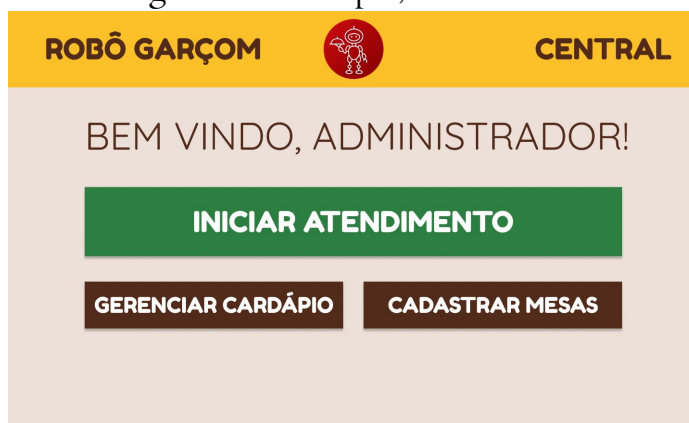 ROBÔ GARÇOM CENTRAL
BEM VINDO, ADMINISTRADOR!
INICIAR ATENDIMENTO
GERENCIAR CARDÁPIO CADASTRAR MESAS